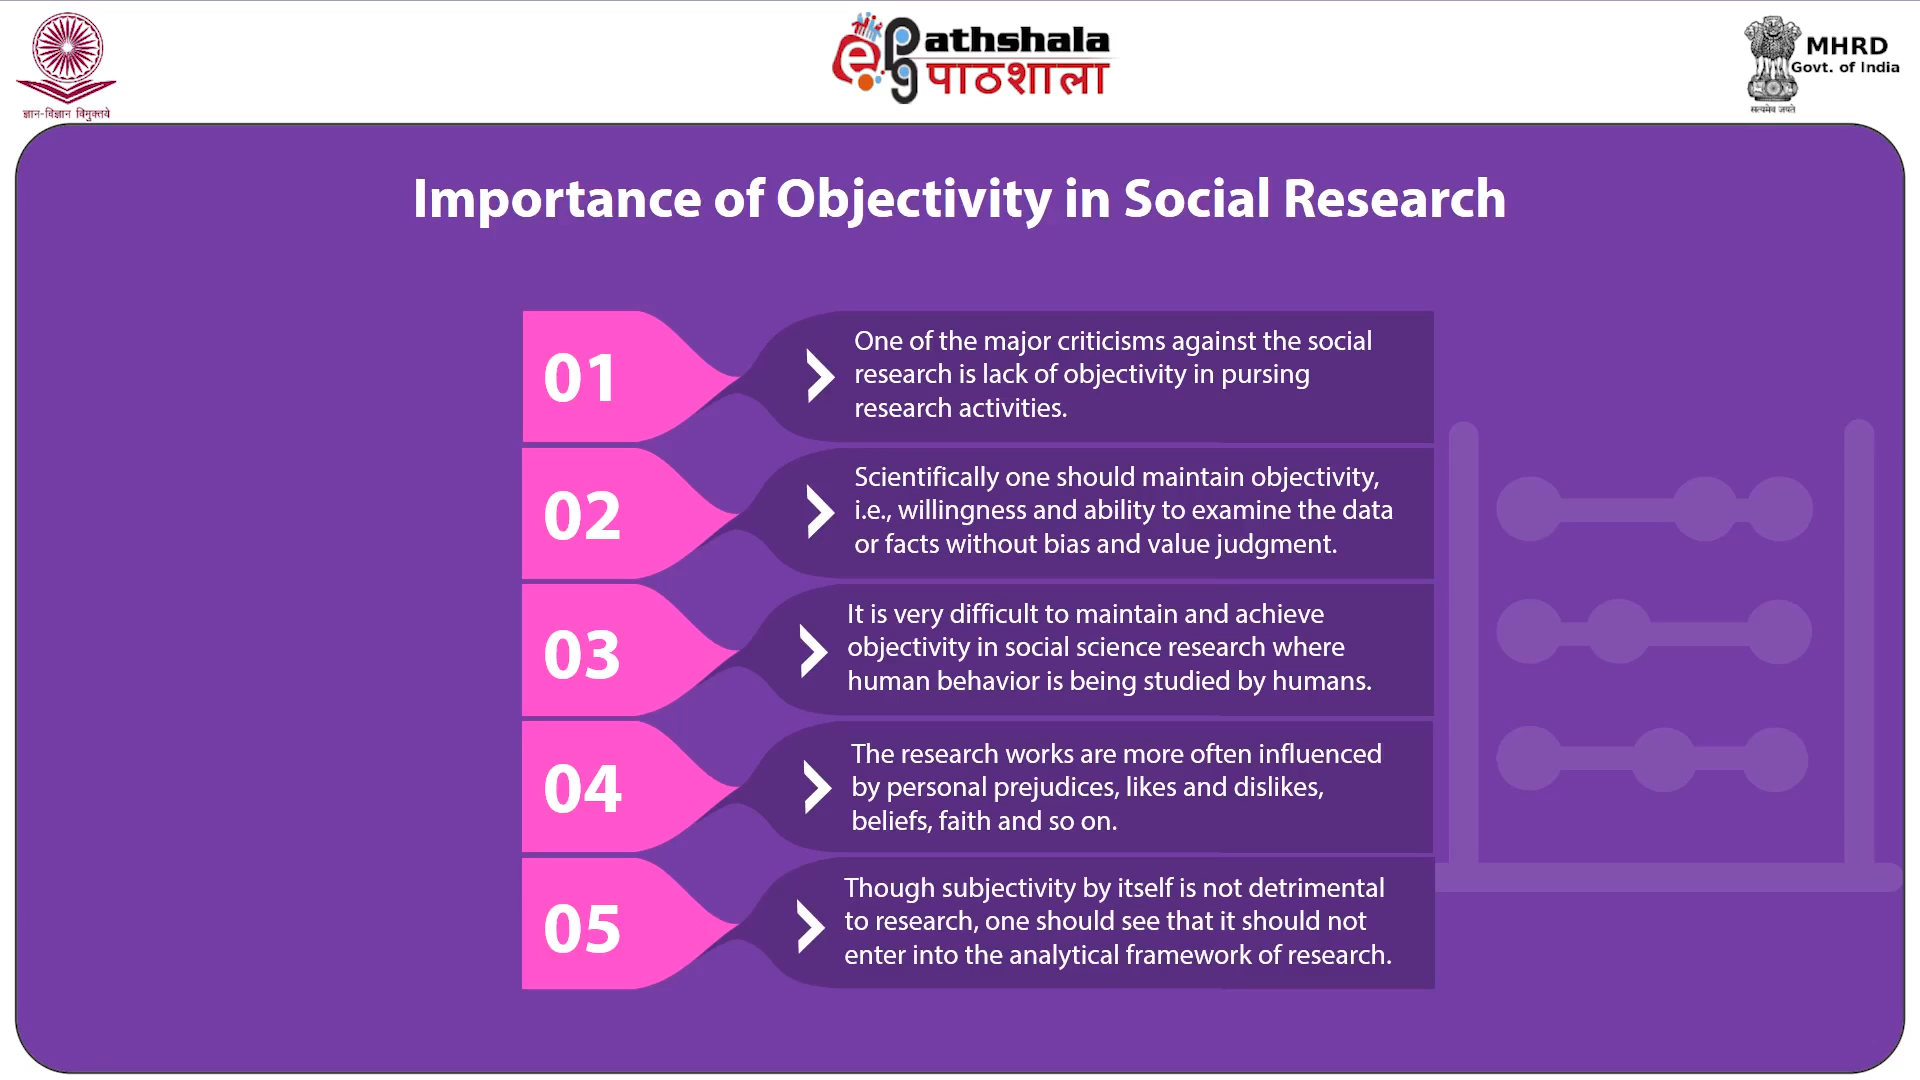 ज्ञान-विज्ञान विमुक्तये
e
PG
athshala
पाठशाला
MHRD
Govt. of India
सत्यमेव जयते
Importance of Objectivity in Social Research
01
One of the major criticisms against the social
research is lack of objectivity in pursing
research activities.
02
Scientifically one should maintain objectivity,
i.e., willingness and ability to examine the data
or facts without bias and value judgment.
03
It is very difficult to maintain and achieve
objectivity in social science research where
human behavior is being studied by humans.
04
The research works are more often influenced
by personal prejudices, likes and dislikes,
beliefs, faith and so on.
05
Though subjectivity by itself is not detrimental
to research, one should see that it should not
enter into the analytical framework of research.